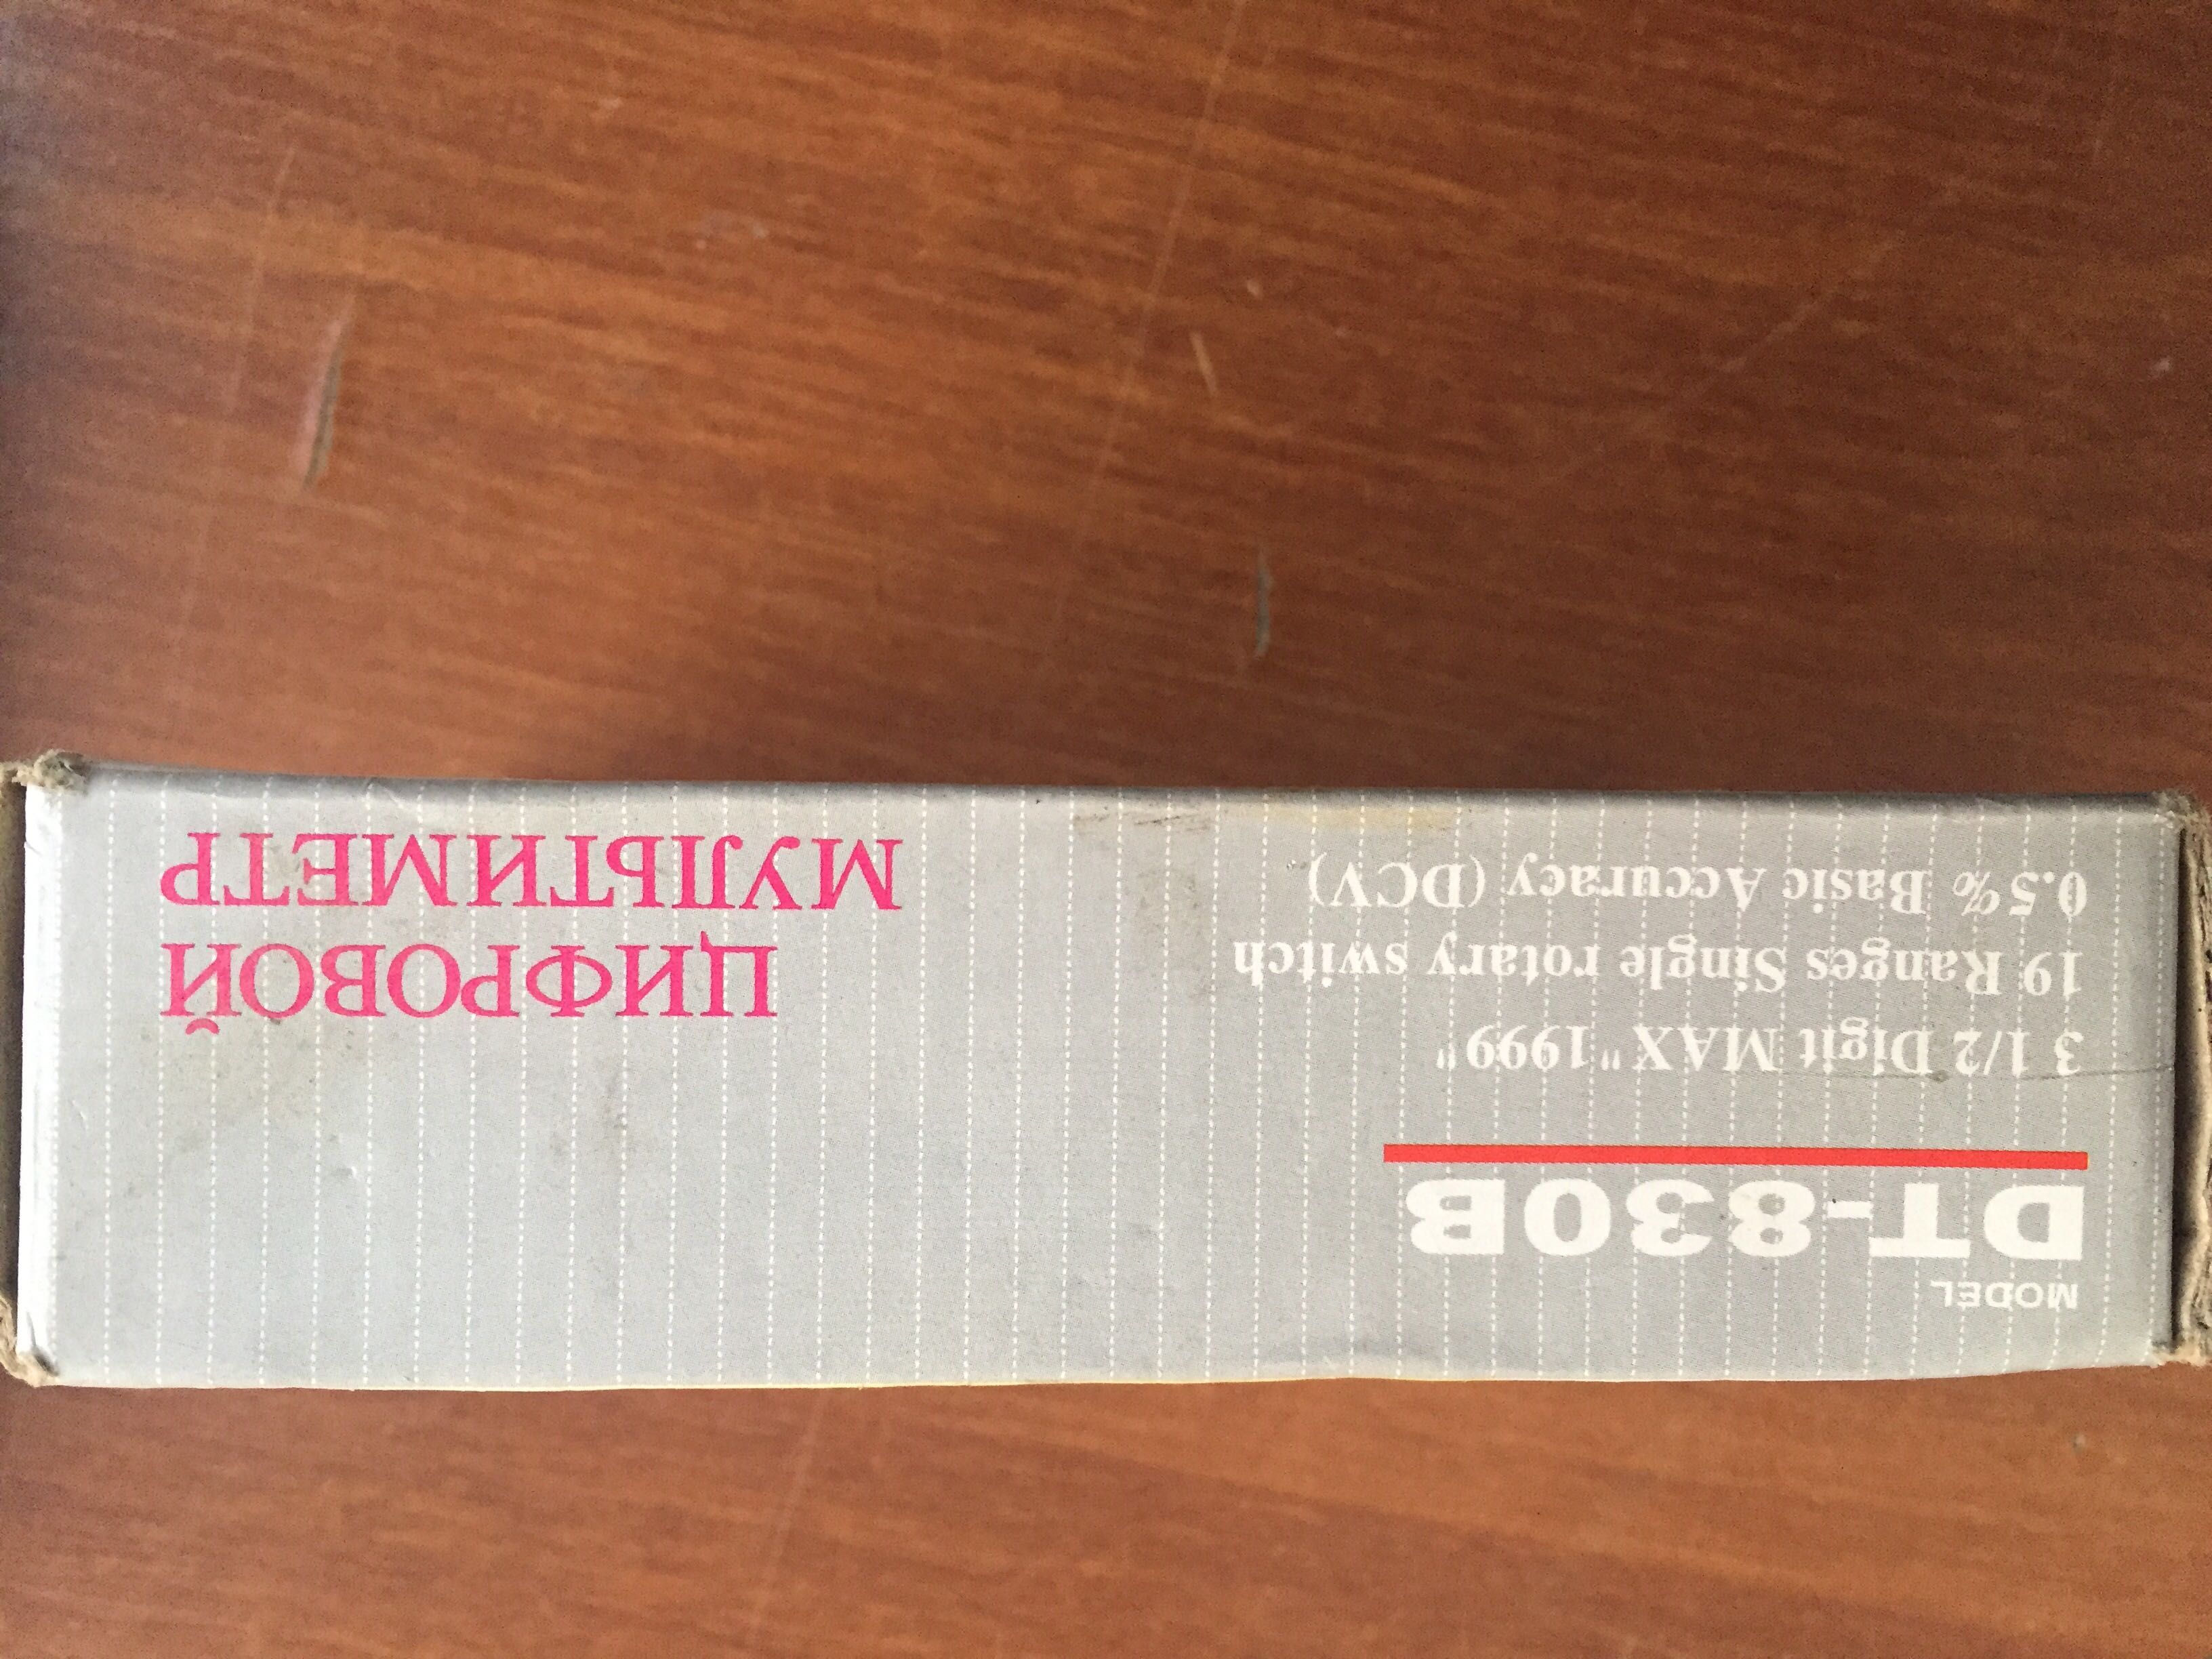 MODEL
DT-830B
3 1/2 Digit MAX "1999"
19 Ranges Single rotary switch
0.5% Basic Accuracy (DCV)
ЦИФРОВОЙ
МУЛЬТИМЕТР